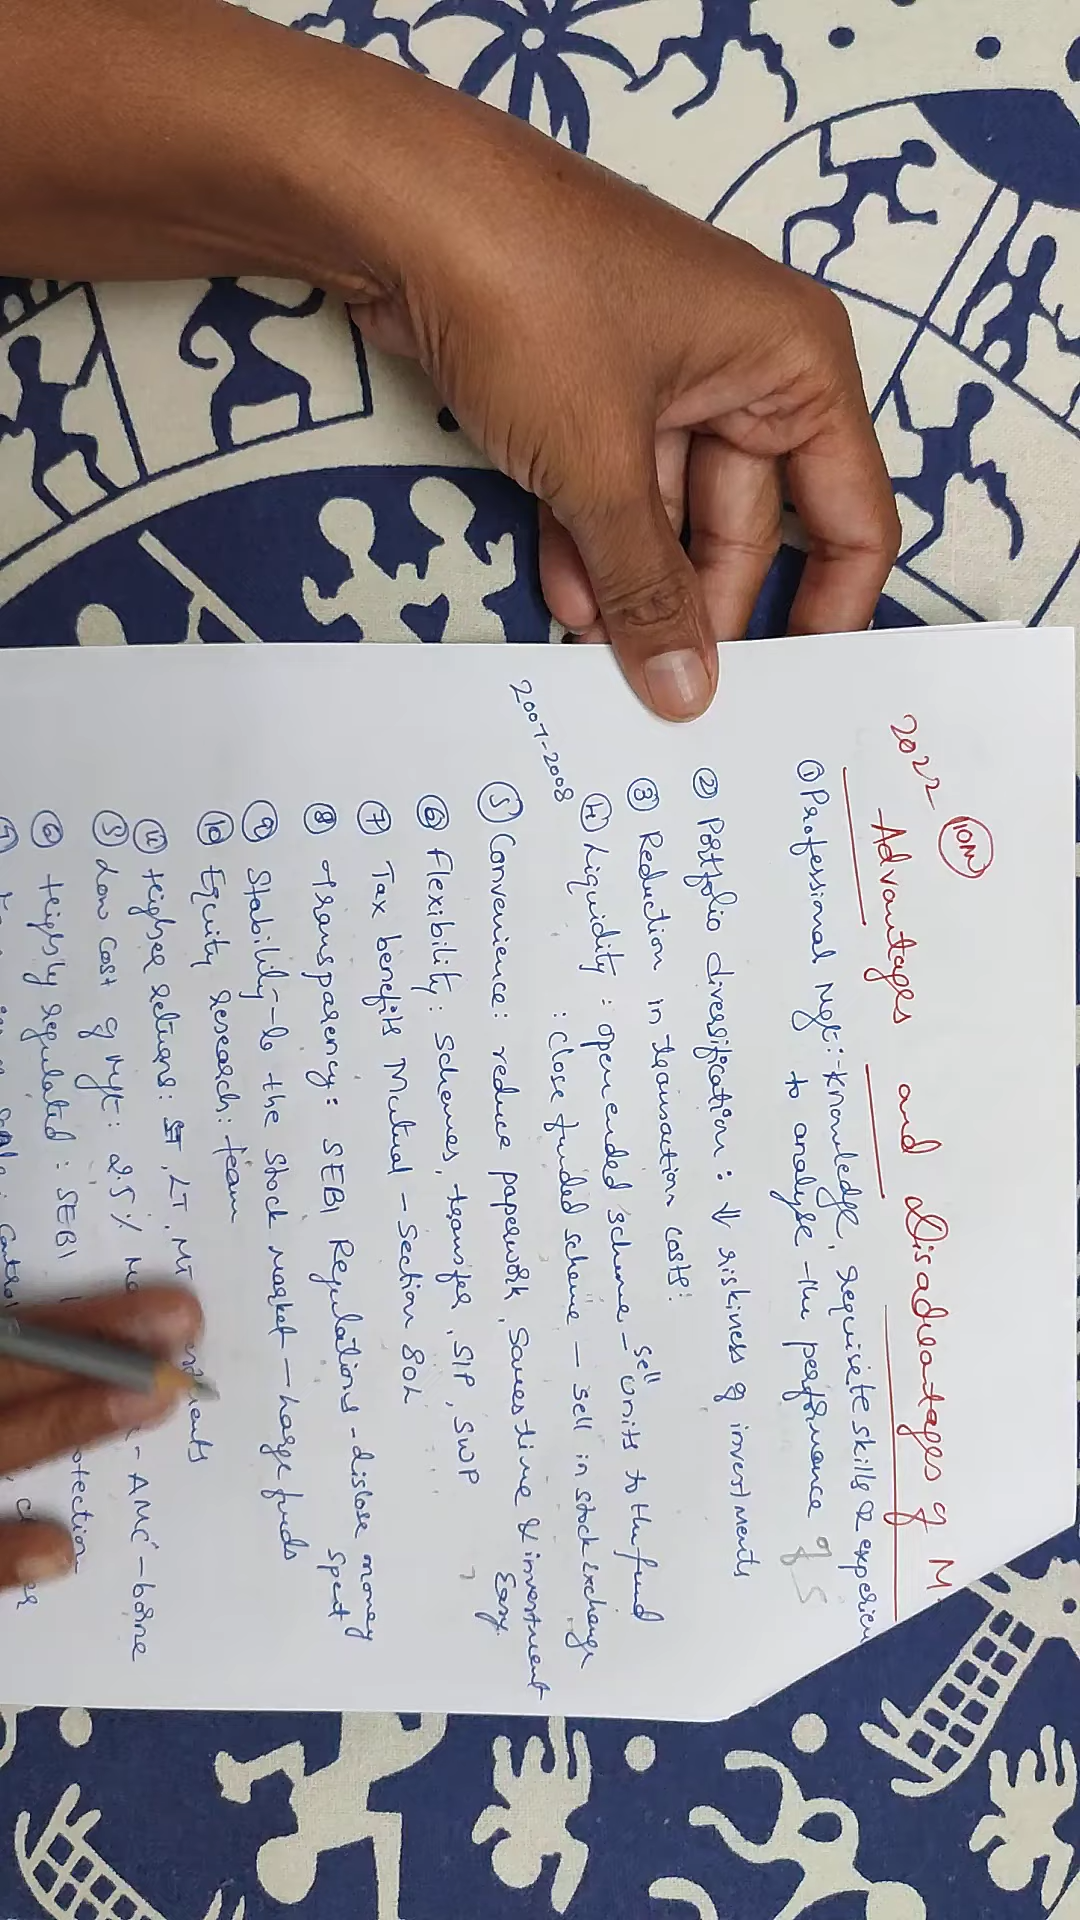 2022 10M
Advantages and Disadvantages of M
① Professional Mgt:- knowledge, requisite skills & experien
to analyse the performance of S
② Portfolio diversification: ↓ riskiness of investments
③ Reduction in transaction costs:
④ Liquidity: open ended scheme - sell units to the fund
2007-2008 : Close funded scheme - sell in stock exchange
⑤ Convenience: reduce paperwork, Saves time & investment
easy.
⑥ Flexibility: Schemes, transfer, SIP, SWP
⑦ Tax benefits Mutual - Section 80L
⑧ Transparency: SEBI Regulations - dislose money
spent
⑨ Stability - to the Stock market - large funds
⑩ Equity research: team
Higher returns: ST, LT, MT
⑤ Low cost of mgt: 2.5% - AMC - borne
⑥ Highly regulated: SEBI otection